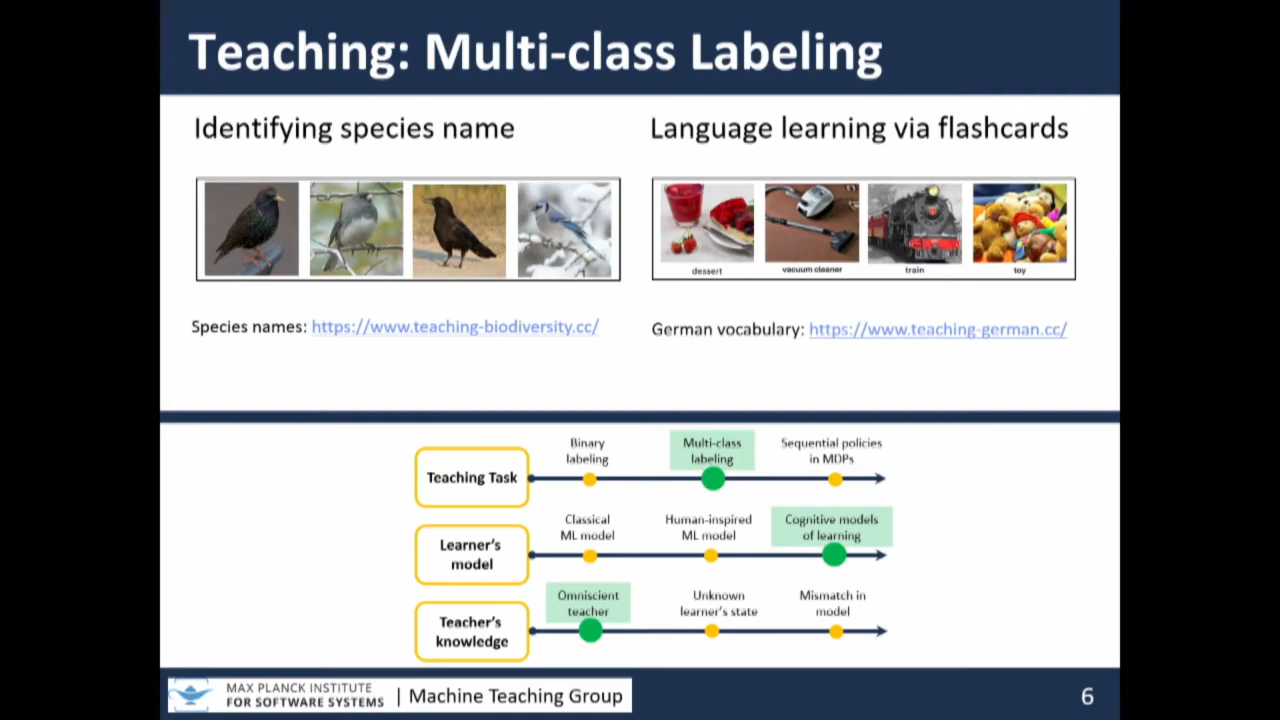 Teaching: Multi-class Labeling
Identifying species name
Language learning via flashcards
dessert
vacuum cleaner
train
toy
Species names: https://www.teaching-biodiversity.cc/
German vocabulary: https://www.teaching-german.cc/
Teaching Task
Binary
labeling
Multi-class
labeling
Sequential policies
in MDPs
Learner's
model
Classical
ML model
Human-inspired
ML model
Cognitive models
of learning
Teacher's
knowledge
Omniscient
teacher
Unknown
learner's state
Mismatch in
model
MAX PLANCK INSTITUTE
FOR SOFTWARE SYSTEMS
| Machine Teaching Group
6